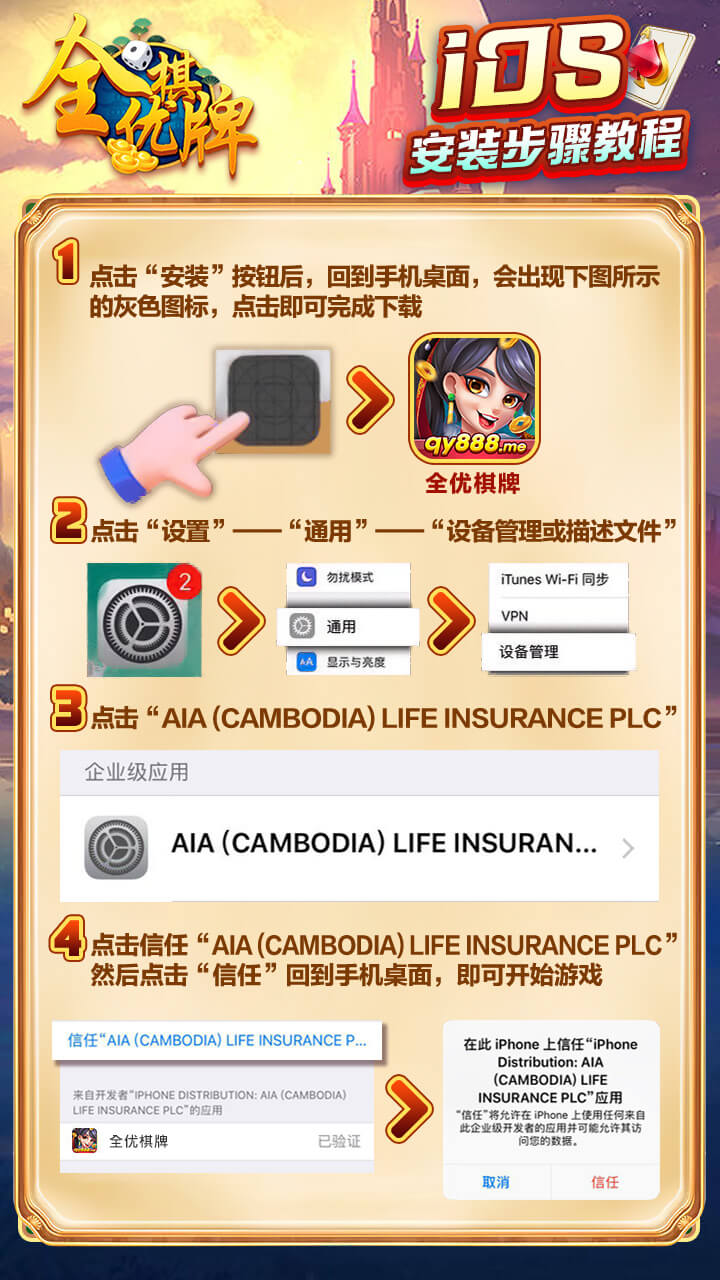 全优棋牌
iOS
安装步骤教程
1
点击“安装”按钮后，回到手机桌面，会出现下图所示
的灰色图标，点击即可完成下载
qy888.me
全优棋牌
2
点击“设置”——“通用”——“设备管理或描述文件”
2
勿扰模式
通用
AA 显示与亮度
iTunes Wi-Fi 同步
VPN
设备管理
3
点击“AIA (CAMBODIA) LIFE INSURANCE PLC”
企业级应用
AIA (CAMBODIA) LIFE INSURAN...
4
点击信任“AIA (CAMBODIA) LIFE INSURANCE PLC”
然后点击“信任”回到手机桌面，即可开始游戏
信任“AIA (CAMBODIA) LIFE INSURANCE P...
来自开发者“IPHONE DISTRIBUTION: AIA (CAMBODIA)
LIFE INSURANCE PLC”的应用
全优棋牌 已验证
在此 iPhone 上信任“iPhone
Distribution: AIA
(CAMBODIA) LIFE
INSURANCE PLC”应用
“信任”将允许在 iPhone 上使用任何来自
此企业级开发者的应用并可能允许其访
问您的数据。
取消 信任